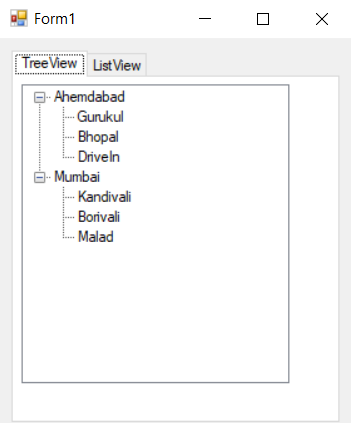 Form1
TreeView ListView
Ahemdabad
Gurukul
Bhopal
DriveIn
Mumbai
Kandivali
Borivali
Malad